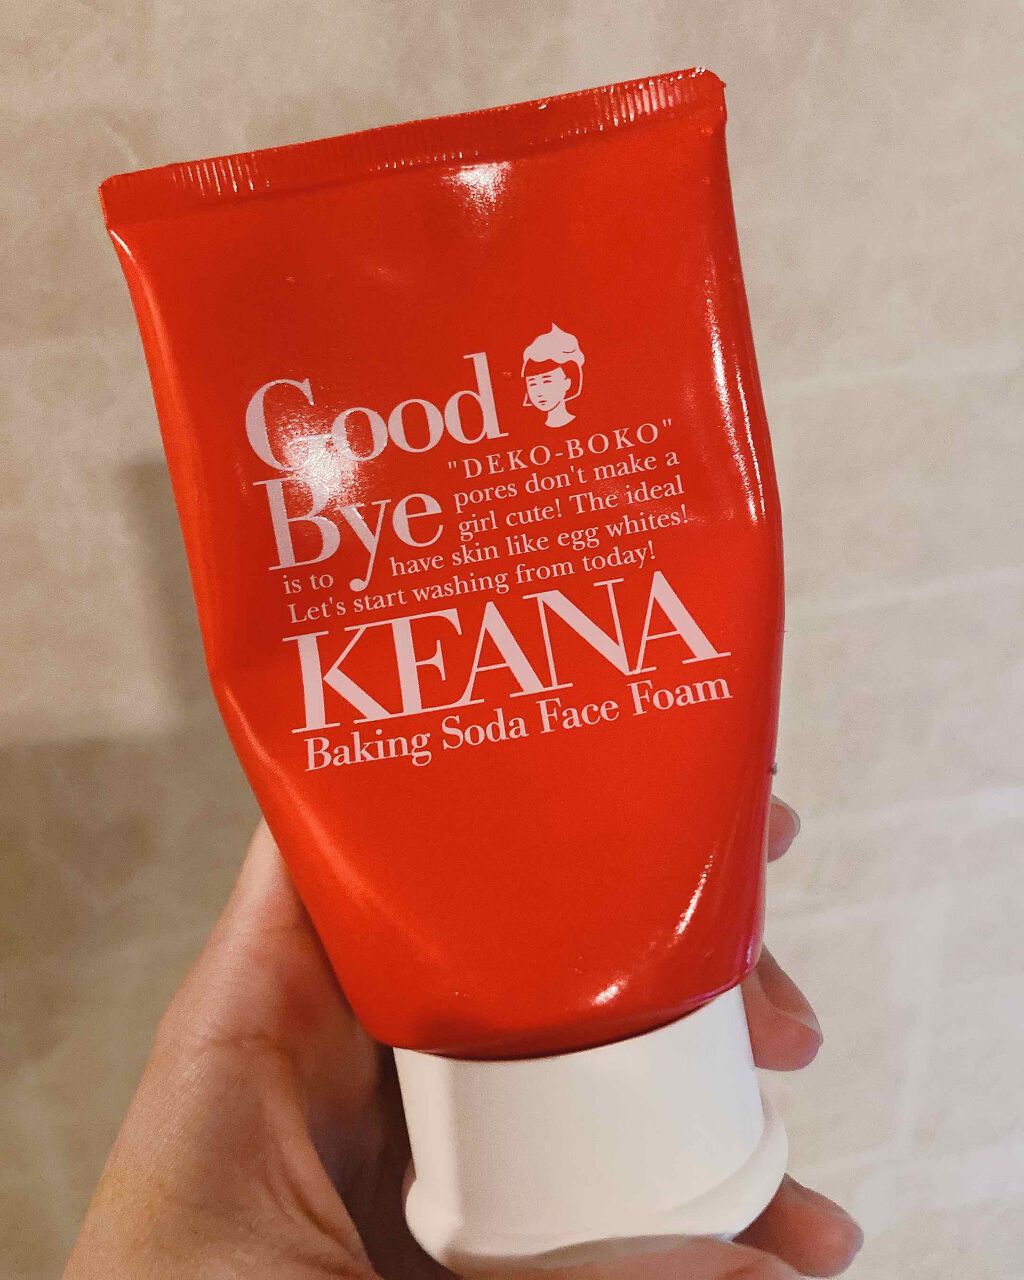 Good
Bye
"DEKO-BOKO"
pores don't make a
girl cute! The ideal
is to have skin like egg whites!
Let's start washing from today!
KEANA
Baking Soda Face Foam